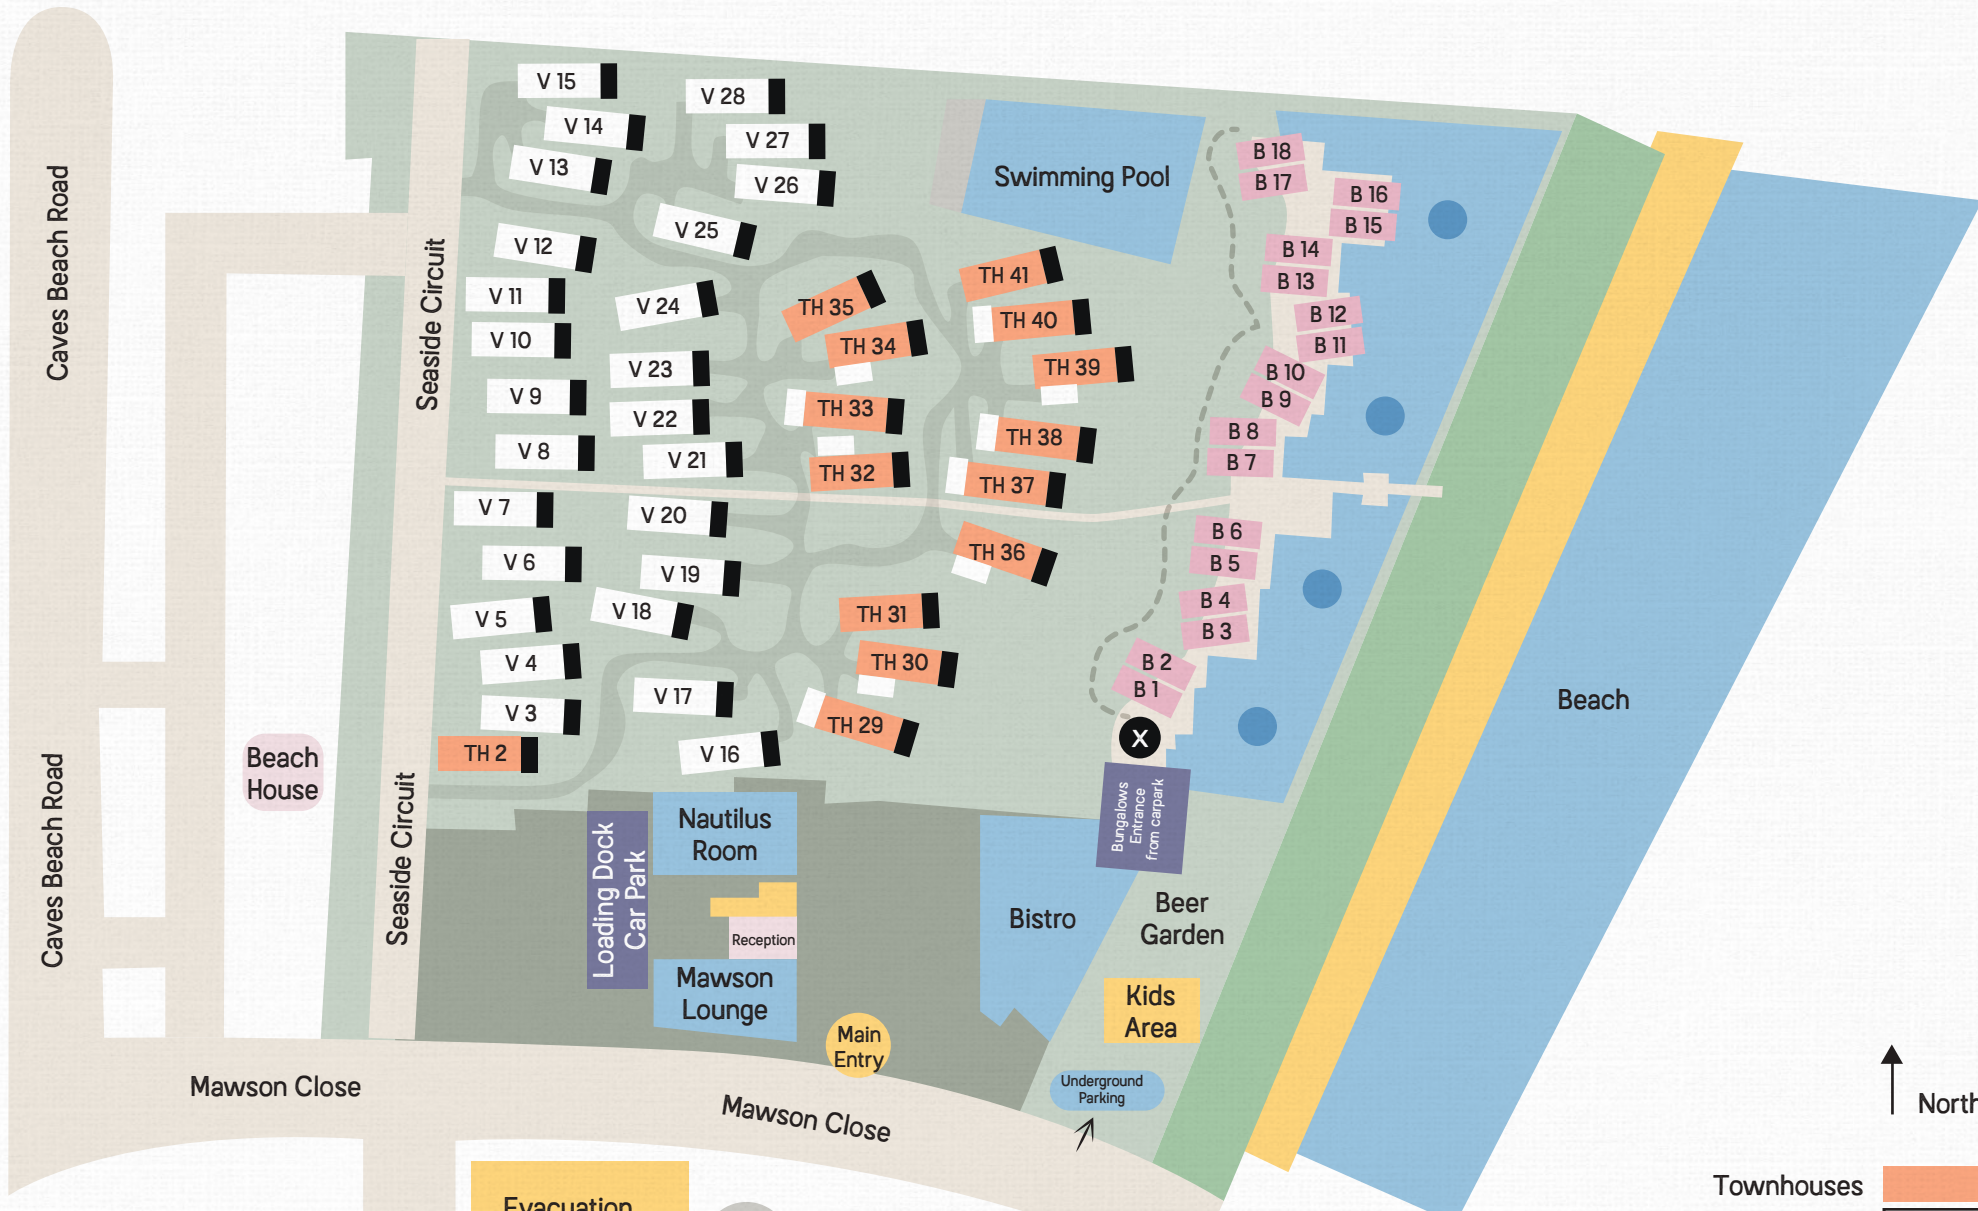 V 15
V 28
V 14
V 27
V 13
V 26
V 25
V 12
V 11
V 24
V 10
V 23
V 9
V 22
V 8
V 21
V 7
V 20
V 6
V 19
V 5
V 18
V 4
V 17
V 3
V 16
TH 2
Swimming Pool
TH 41
TH 35
TH 40
TH 34
TH 39
TH 33
TH 38
TH 32
TH 37
TH 36
TH 31
TH 30
TH 29
B 18
B 17
B 16
B 15
B 14
B 13
B 12
B 11
B 10
B 9
B 8
B 7
B 6
B 5
B 4
B 3
B 2
B 1
X
Bungalows
Entrance
from carpark
Caves Beach Road
Caves Beach Road
Seaside Circuit
Seaside Circuit
Beach
House
Beach
Nautilus
Room
Loading Dock
Car Park
Reception
Mawson
Lounge
Bistro
Beer
Garden
Kids
Area
Main
Entry
Underground
Parking
Mawson Close
Mawson Close
North
Townhouses
Evacuation